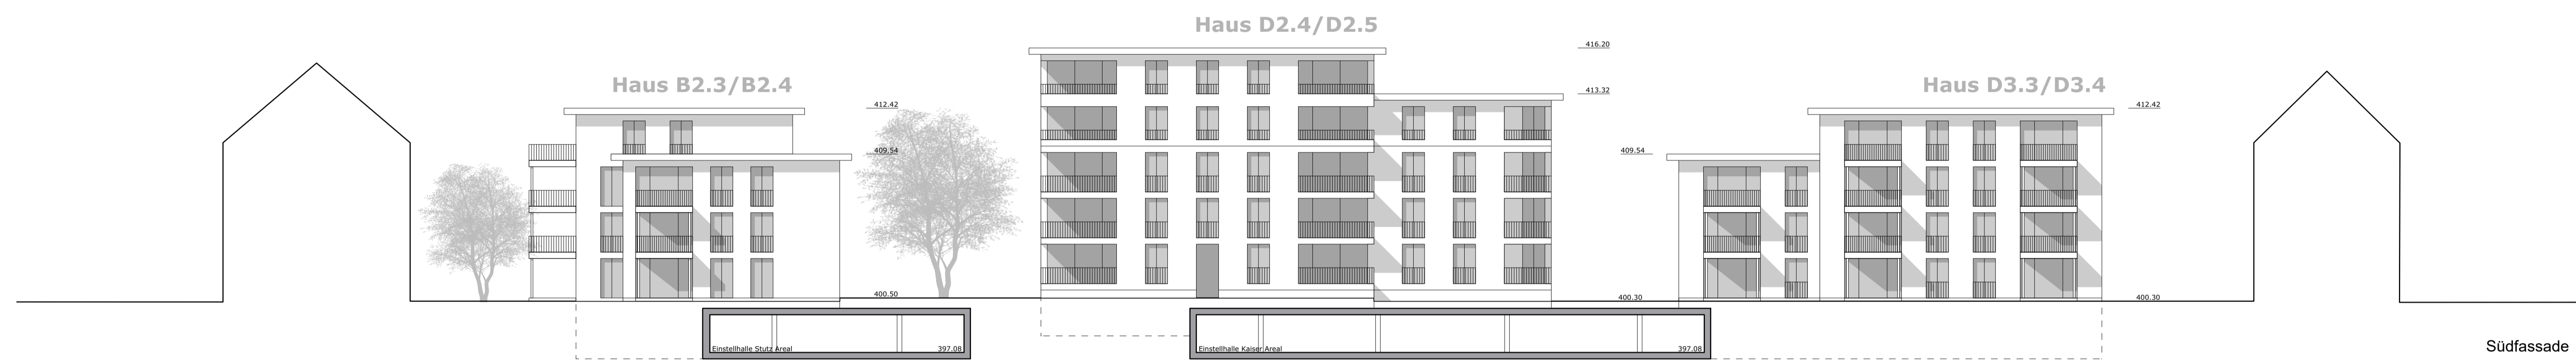 Haus D2.4/D2.5
416.20
Haus B2.3/B2.4
Haus D3.3/D3.4
413.32
412.42
412.42
409.54
409.54
400.50
400.30
400.30
Einstellhalle Stutz Areal
397.08
Einstellhalle Kaiser Areal
397.08
Südfassade